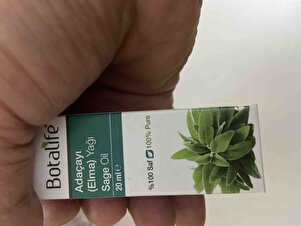 Botalife
Adaçayı
(Elma) Yağı
Sage Oil
20 ml ℮
%100 Saf
100% Pure